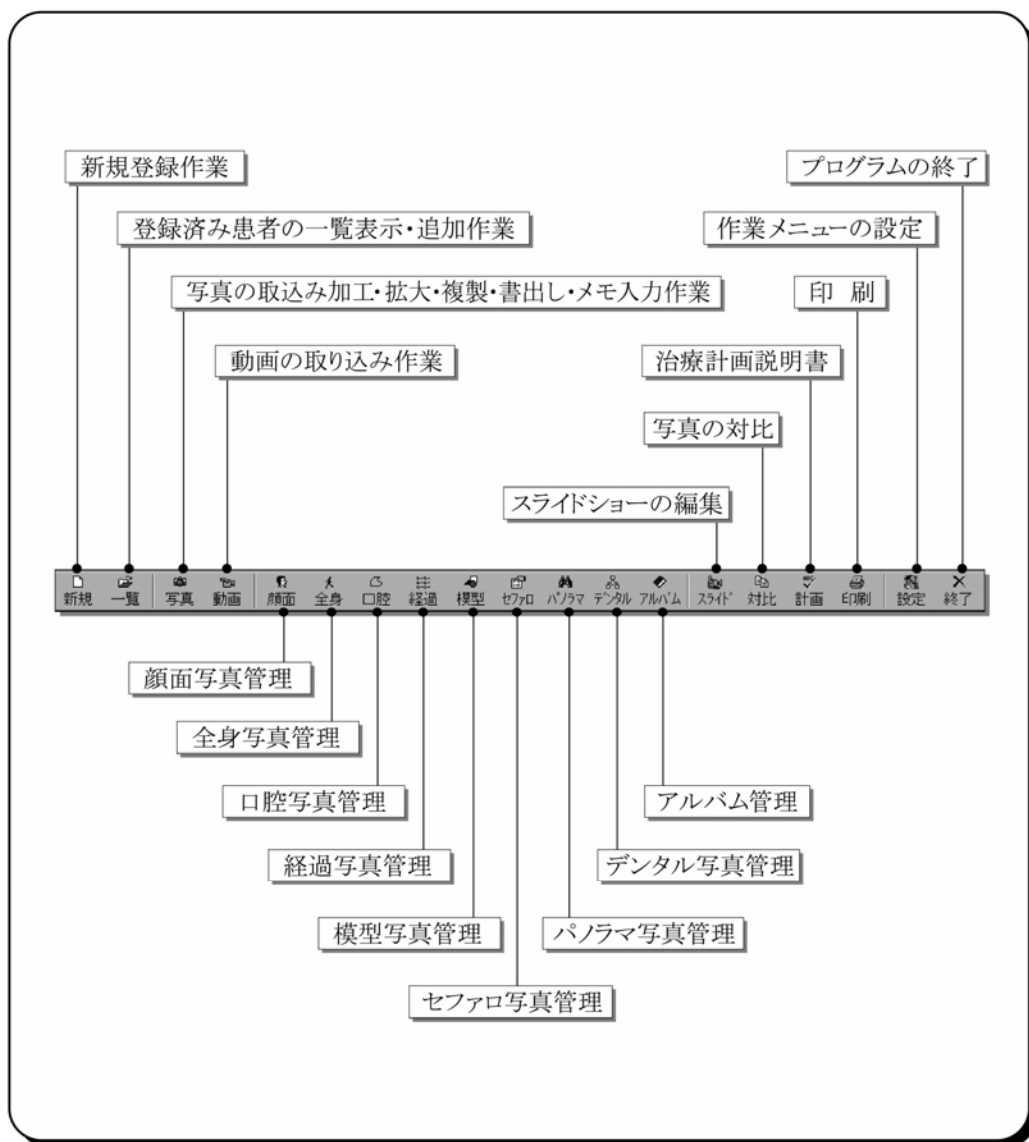 新規登録作業
プログラムの終了
登録済み患者の一覧表示・追加作業
作業メニューの設定
写真の取込み加工・拡大・複製・書出し・メモ入力作業
印 刷
動画の取り込み作業
治療計画説明書
写真の対比
スライドショーの編集
新規 一覧 写真 動画 顔面 全身 口腔 経過 模型 セファロ パノラマ デンタル アルバム スライド 対比 計画 印刷 設定 終了
顔面写真管理
全身写真管理
口腔写真管理
アルバム管理
経過写真管理
デンタル写真管理
模型写真管理
パノラマ写真管理
セファロ写真管理